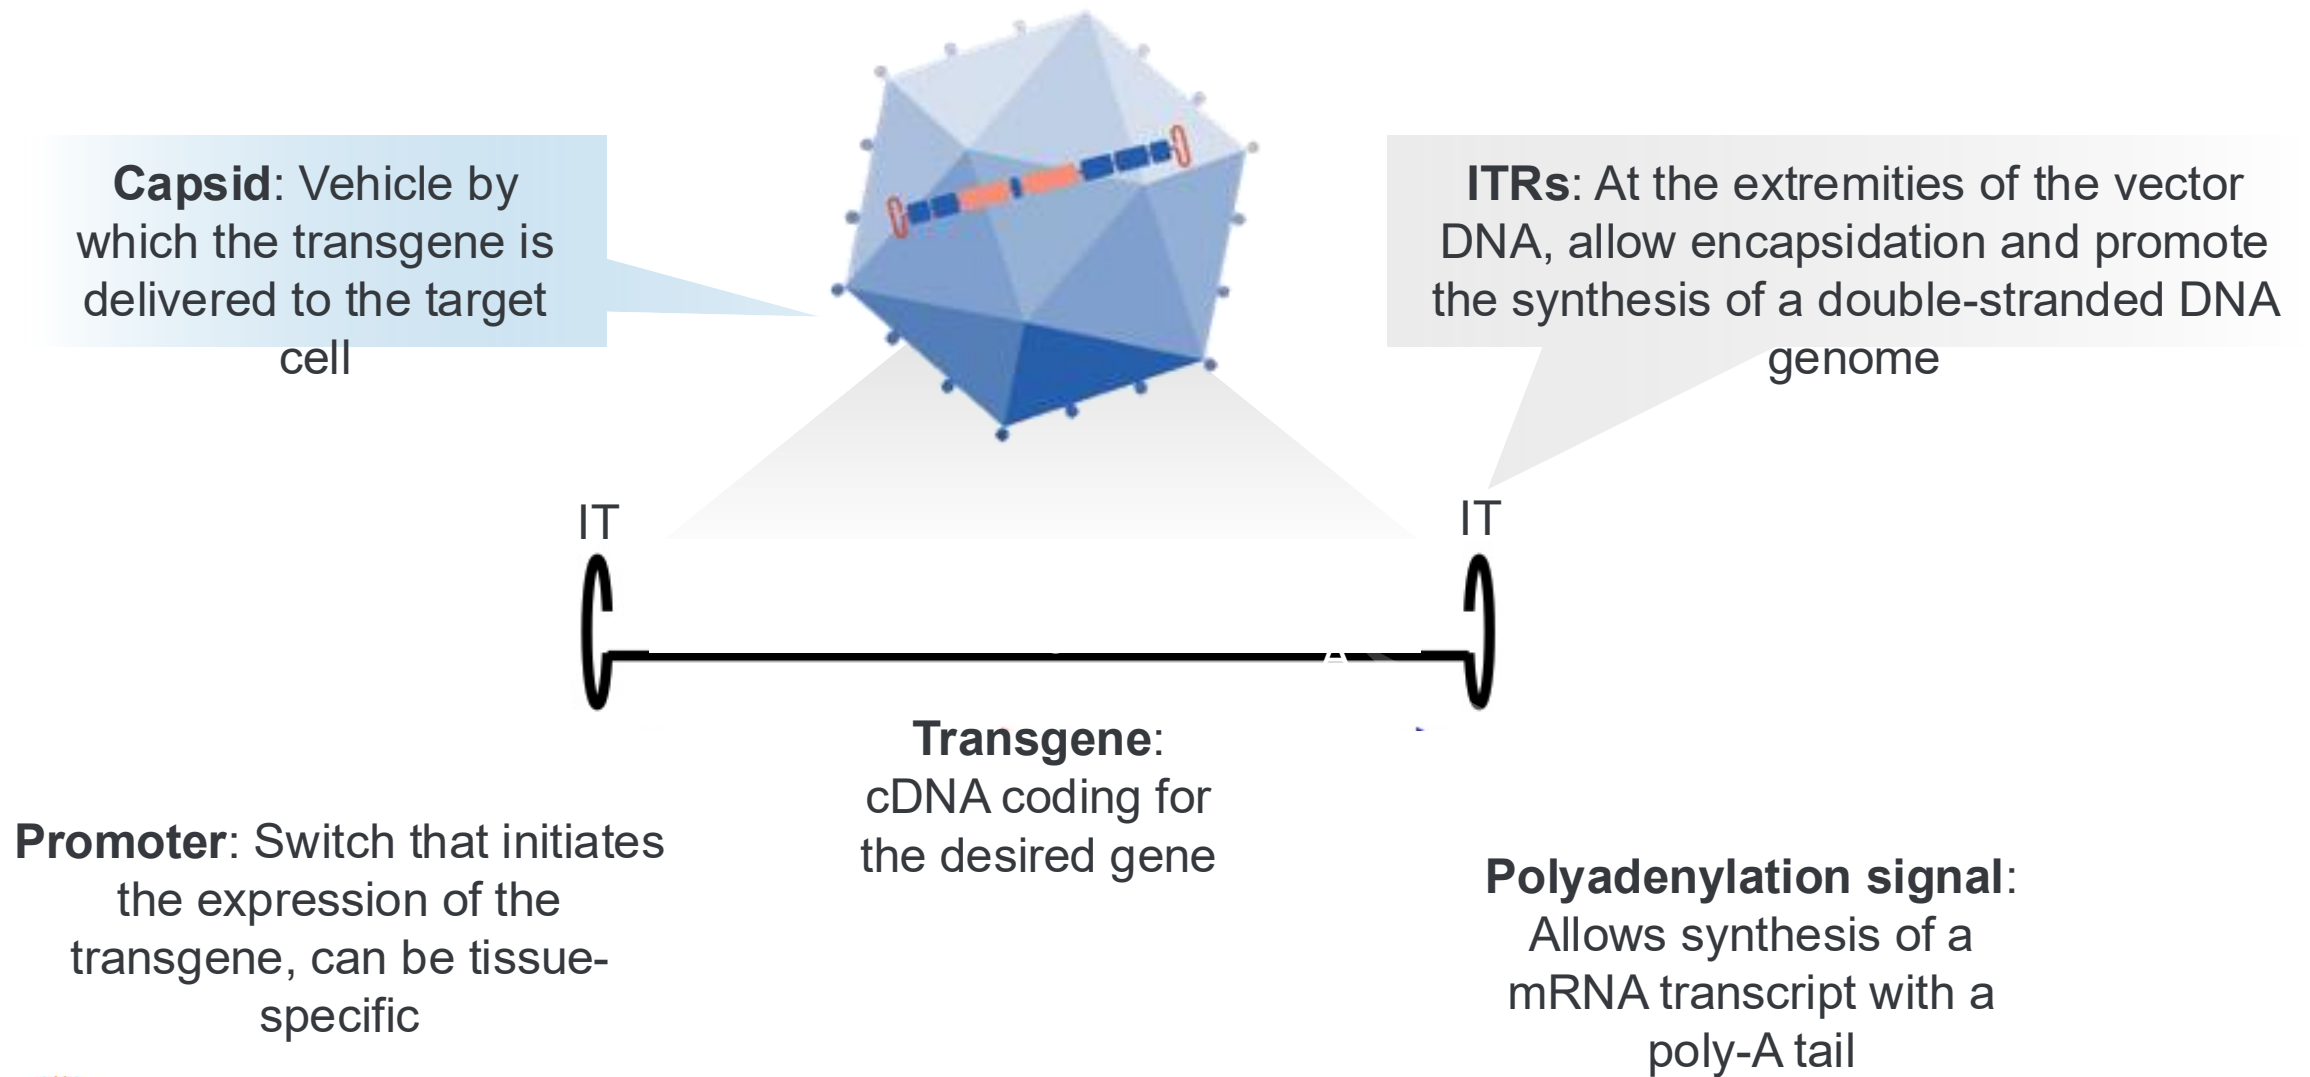 Capsid: Vehicle by
which the transgene is
delivered to the target
cell
ITRs: At the extremities of the vector
DNA, allow encapsidation and promote
the synthesis of a double-stranded DNA
genome
IT
IT
A
Transgene:
cDNA coding for
the desired gene
Promoter: Switch that initiates
the expression of the
transgene, can be tissue-
specific
Polyadenylation signal:
Allows synthesis of a
mRNA transcript with a
poly-A tail